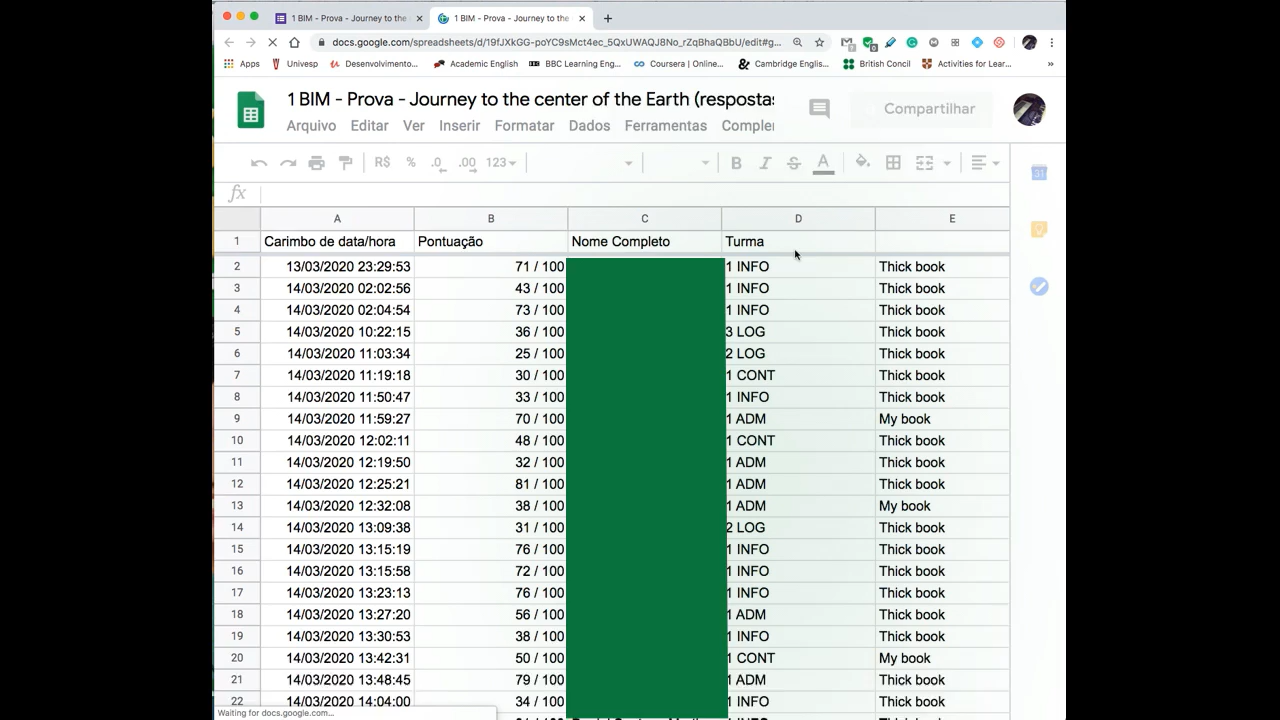 1 BIM - Prova - Journey to the
1 BIM - Prova - Journey to the
docs.google.com/spreadsheets/d/19fJXkGG-poYC9sMct4ec_5QxUWAQJ8No_rZqBhaQBbU/edit#g...
Apps Univesp Desenvolvimento... Academic English BBC Learning Eng... Coursera | Online... Cambridge Englis... British Concil Activities for Lear... »
1 BIM - Prova - Journey to the center of the Earth (respostas
Compartilhar
Arquivo Editar Ver Inserir Formatar Dados Ferramentas Compler
R$ % .0 .00 123 B I S A
31
fx
A B C D E
1 Carimbo de data/hora Pontuação Nome Completo Turma
2 13/03/2020 23:29:53 71 / 100 1 INFO Thick book
3 14/03/2020 02:02:56 43 / 100 1 INFO Thick book
4 14/03/2020 02:04:54 73 / 100 1 INFO Thick book
5 14/03/2020 10:22:15 36 / 100 3 LOG Thick book
6 14/03/2020 11:03:34 25 / 100 2 LOG Thick book
7 14/03/2020 11:19:18 30 / 100 1 CONT Thick book
8 14/03/2020 11:50:47 33 / 100 1 INFO Thick book
9 14/03/2020 11:59:27 70 / 100 1 ADM My book
10 14/03/2020 12:02:11 48 / 100 1 CONT Thick book
11 14/03/2020 12:19:50 32 / 100 1 ADM Thick book
12 14/03/2020 12:25:21 81 / 100 1 ADM Thick book
13 14/03/2020 12:32:08 38 / 100 1 ADM My book
14 14/03/2020 13:09:38 31 / 100 2 LOG Thick book
15 14/03/2020 13:15:19 76 / 100 1 INFO Thick book
16 14/03/2020 13:15:58 72 / 100 1 INFO Thick book
17 14/03/2020 13:23:13 76 / 100 1 INFO Thick book
18 14/03/2020 13:27:20 56 / 100 1 ADM Thick book
19 14/03/2020 13:30:53 38 / 100 1 INFO Thick book
20 14/03/2020 13:42:31 50 / 100 1 CONT My book
21 14/03/2020 13:48:45 79 / 100 1 ADM Thick book
22 14/03/2020 14:04:00 34 / 100 1 INFO Thick book
Waiting for docs.google.com...